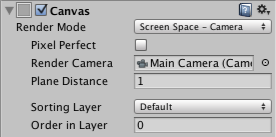 Canvas
Render Mode Screen Space - Camera
Pixel Perfect
Render Camera Main Camera (Came
Plane Distance 1
Sorting Layer Default
Order in Layer 0